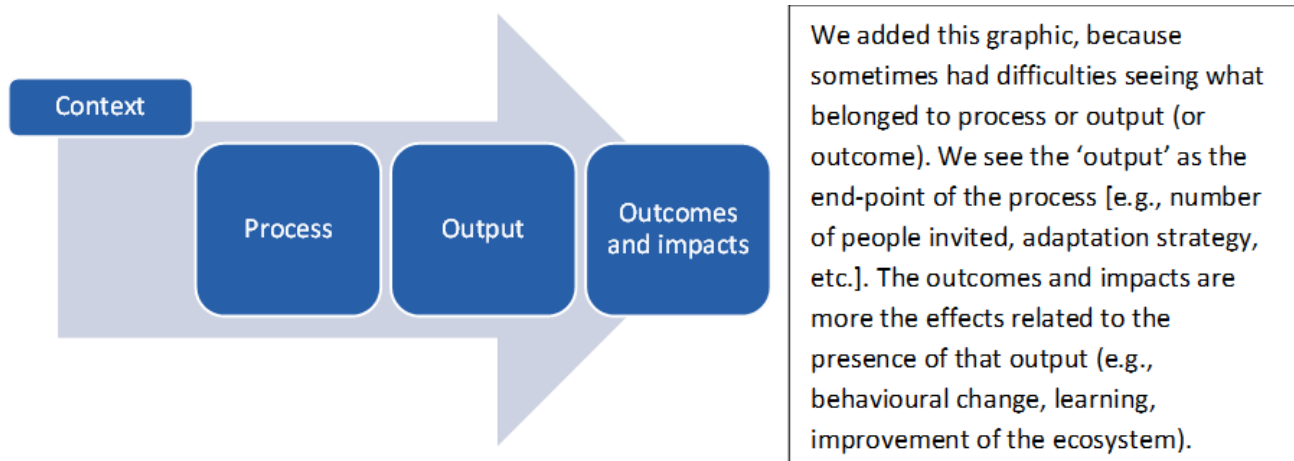 Context
Process
Output
Outcomes
and impacts
We added this graphic, because
sometimes had difficulties seeing what
belonged to process or output (or
outcome). We see the ‘output’ as the
end-point of the process [e.g., number
of people invited, adaptation strategy,
etc.]. The outcomes and impacts are
more the effects related to the
presence of that output (e.g.,
behavioural change, learning,
improvement of the ecosystem).